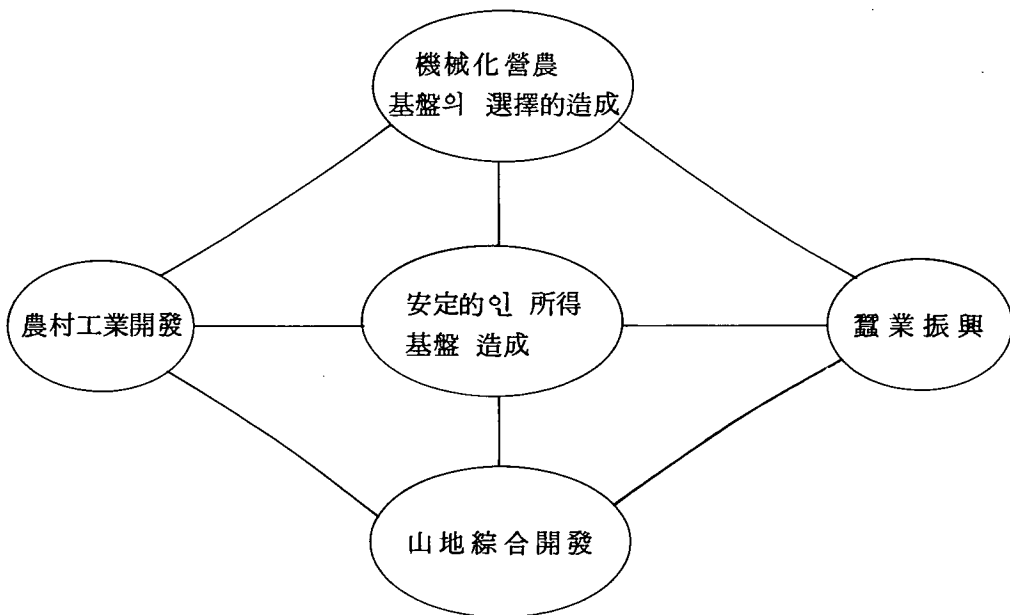 機械化營農
基盤의 選擇的造成
農村工業開發
安定的인 所得
基盤 造成
蠶業振興
山地綜合開發